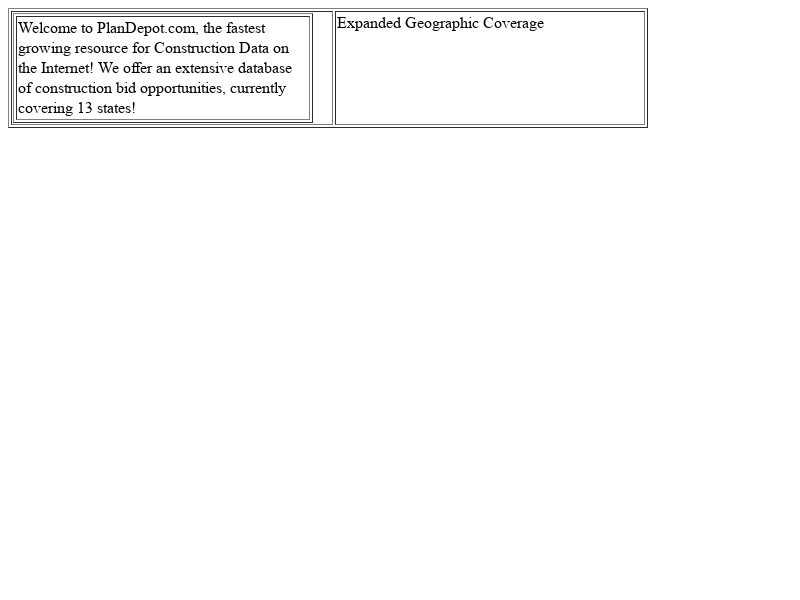 Welcome to PlanDepot.com, the fastest
growing resource for Construction Data on
the Internet! We offer an extensive database
of construction bid opportunities, currently
covering 13 states!
Expanded Geographic Coverage